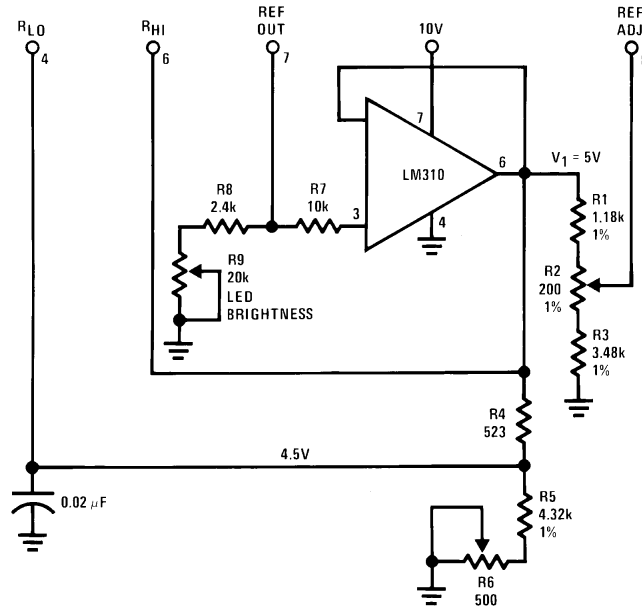 R LO
4
R HI
6
REF
OUT
7
10V
REF
ADJ
7
LM310
6
3
4
V1 = 5V
R8
2.4k
R7
10k
R9
20k
LED
BRIGHTNESS
R1
1.18k
1%
R2
200
1%
R3
3.48k
1%
R4
523
4.5V
0.02 μF
R5
4.32k
1%
R6
500